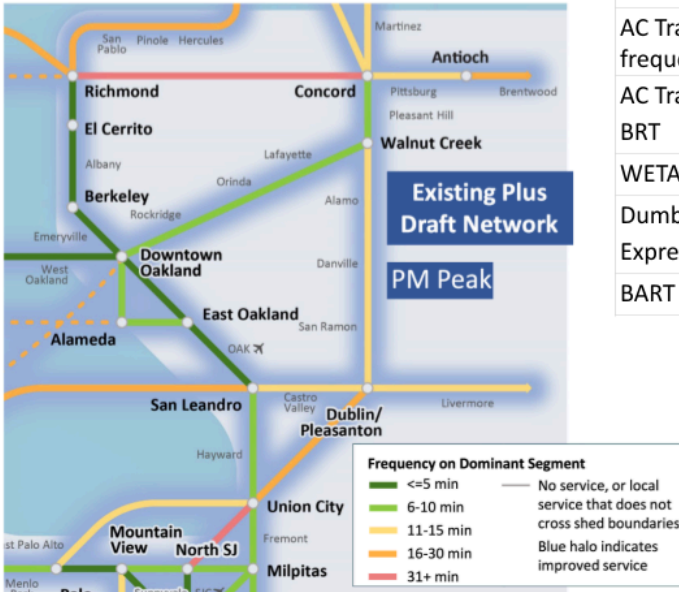 Martinez
San
Pablo
Pinole
Hercules
Antioch
Richmond
Concord
Pittsburg
Brentwood
Pleasant Hill
El Cerrito
Walnut Creek
Lafayette
Albany
Orinda
Berkeley
Alamo
Rockridge
Existing Plus
Draft Network
Emeryville
Downtown
Oakland
West
Oakland
Danville
PM Peak
East Oakland
San Ramon
Alameda
OAK
San Leandro
Castro
Valley
Livermore
Dublin/
Pleasanton
Hayward
Union City
Mountain
View
North SJ
Fremont
Palo Alto
Milpitas
Menlo
Frequency on Dominant Segment
<=5 min
6-10 min
11-15 min
16-30 min
31+ min
No service, or local
service that does not
cross shed boundaries
Blue halo indicates
improved service
AC Tra
frequ
AC Tra
BRT
WETA
Dumb
Expre
BART